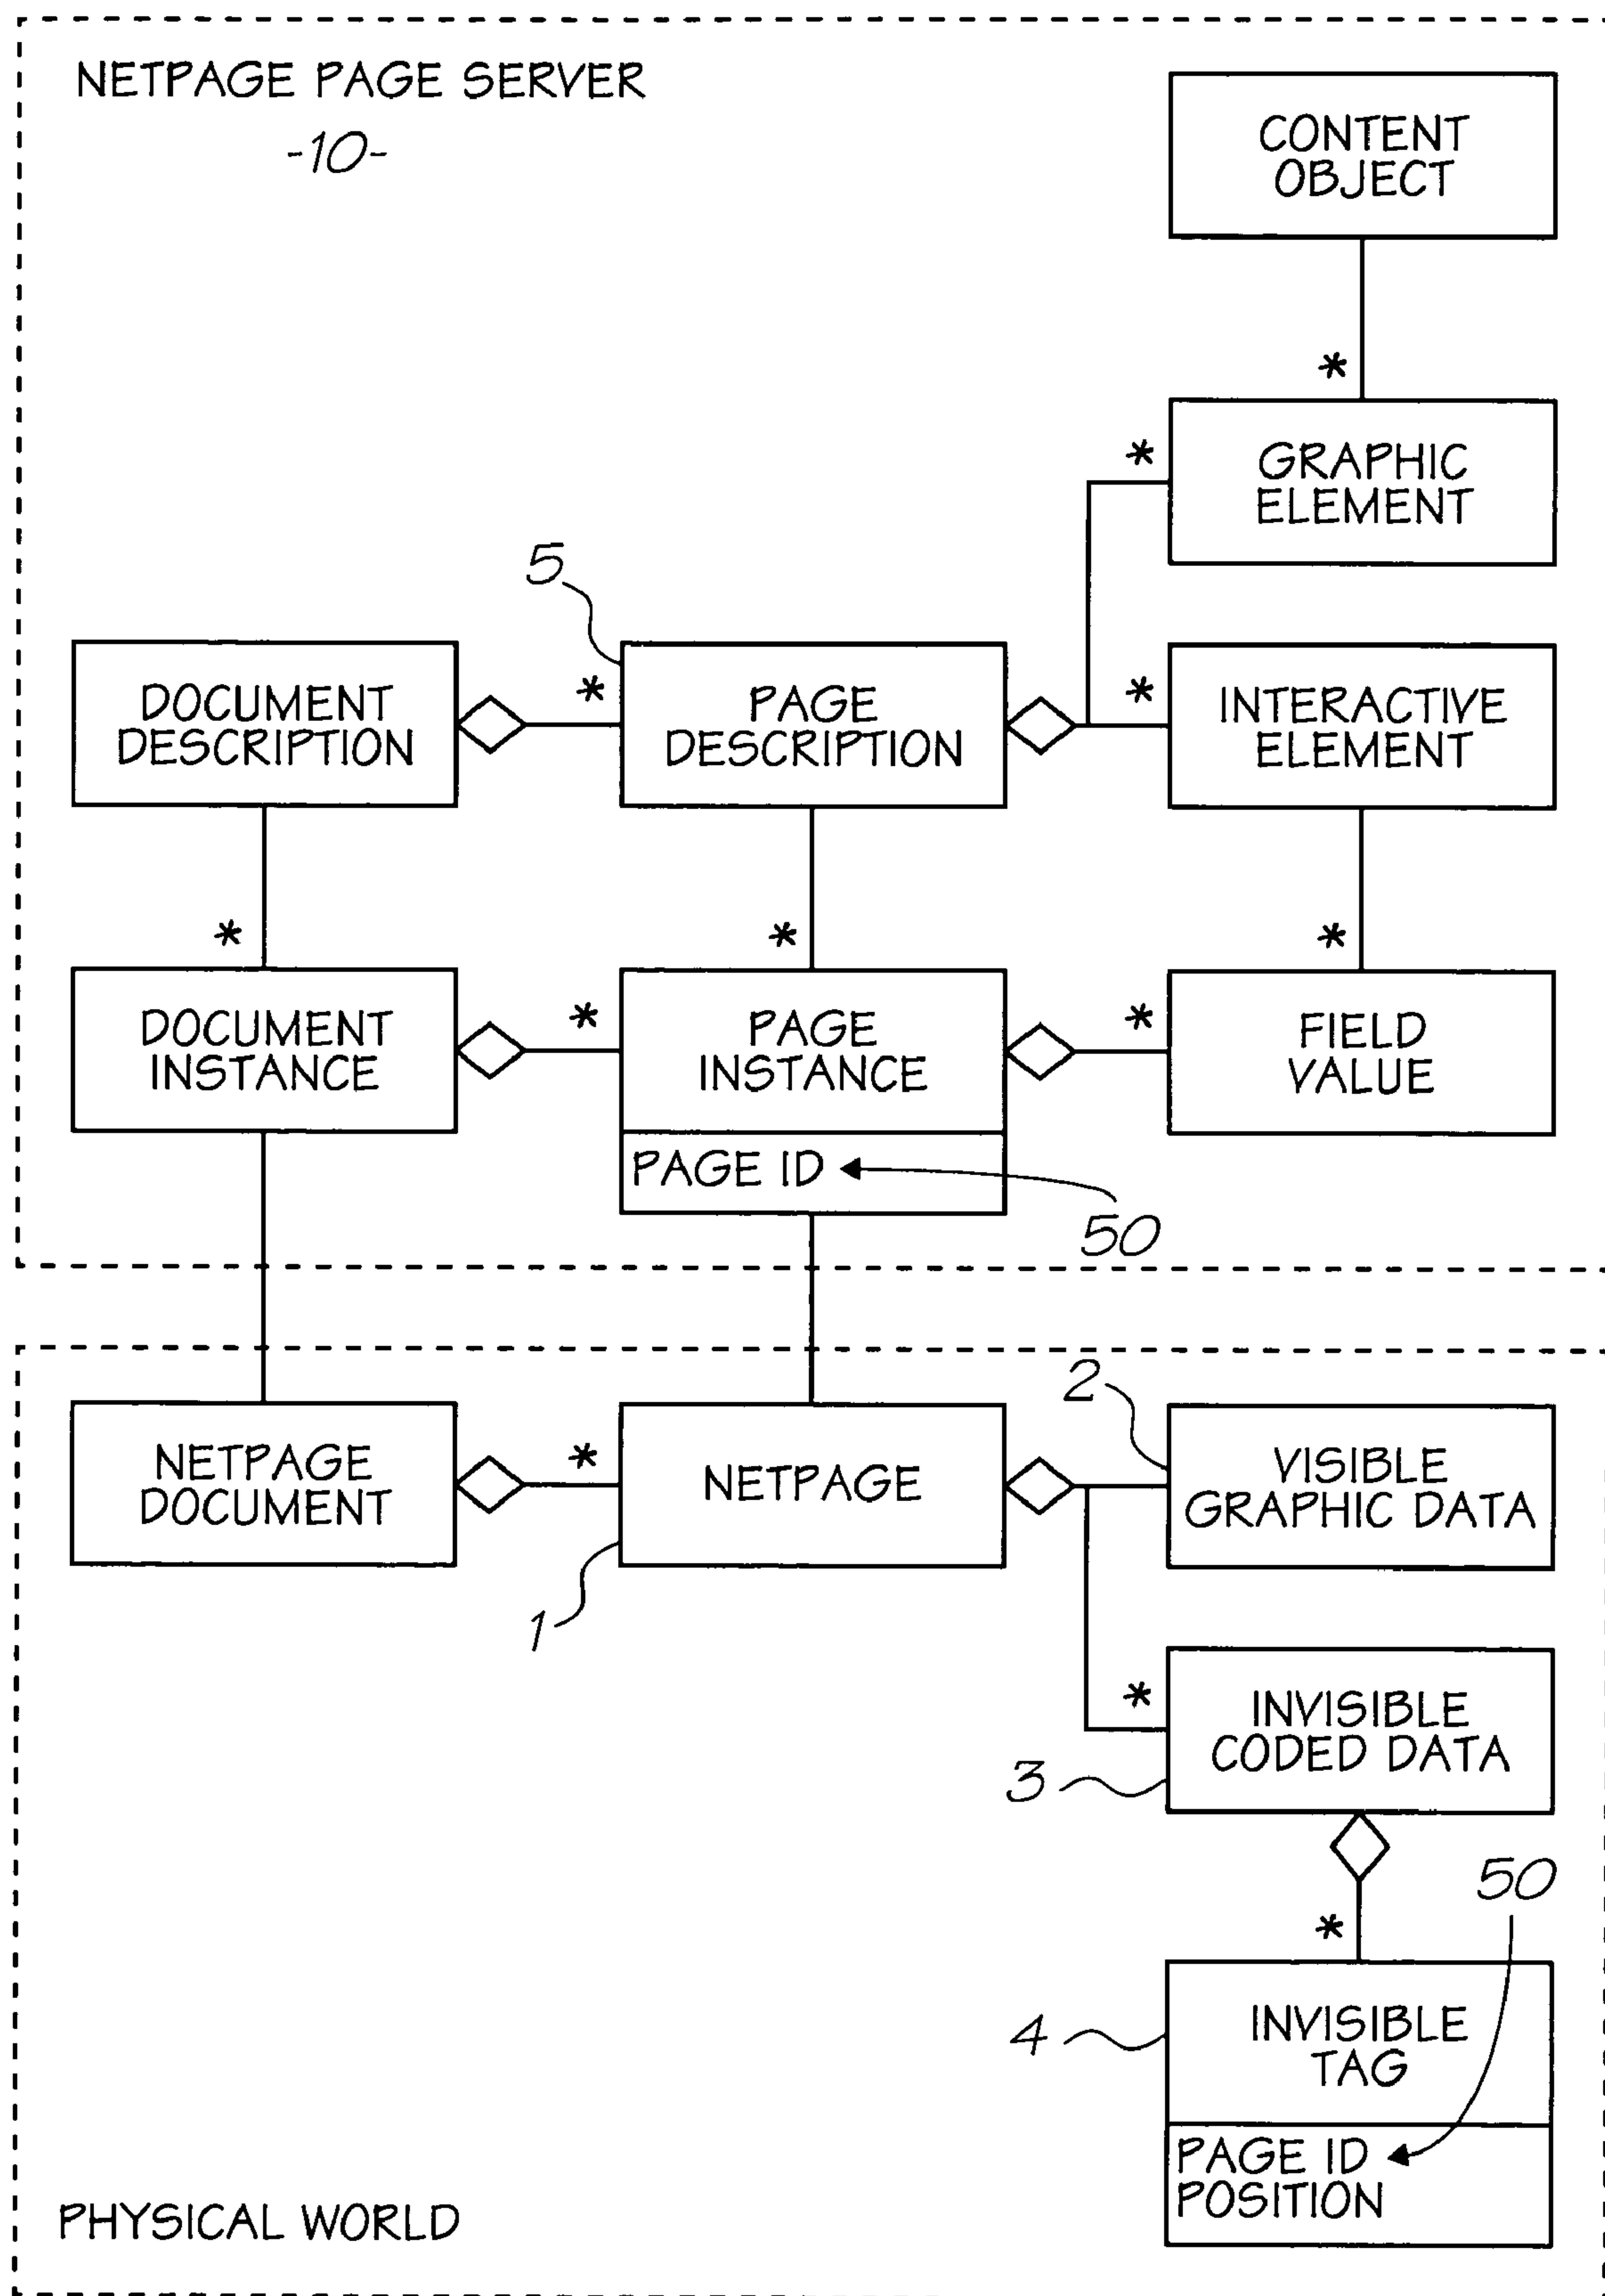 NETPAGE PAGE SERVER
-10-
CONTENT
OBJECT
*
*
GRAPHIC
ELEMENT
5
DOCUMENT
DESCRIPTION
*
PAGE
DESCRIPTION
*
INTERACTIVE
ELEMENT
*
*
*
DOCUMENT
INSTANCE
*
PAGE
INSTANCE
*
FIELD
VALUE
PAGE ID
50
NETPAGE
DOCUMENT
*
NETPAGE
1
2
VISIBLE
GRAPHIC DATA
*
INVISIBLE
CODED DATA
3
*
50
4
INVISIBLE
TAG
PAGE ID
POSITION
PHYSICAL WORLD